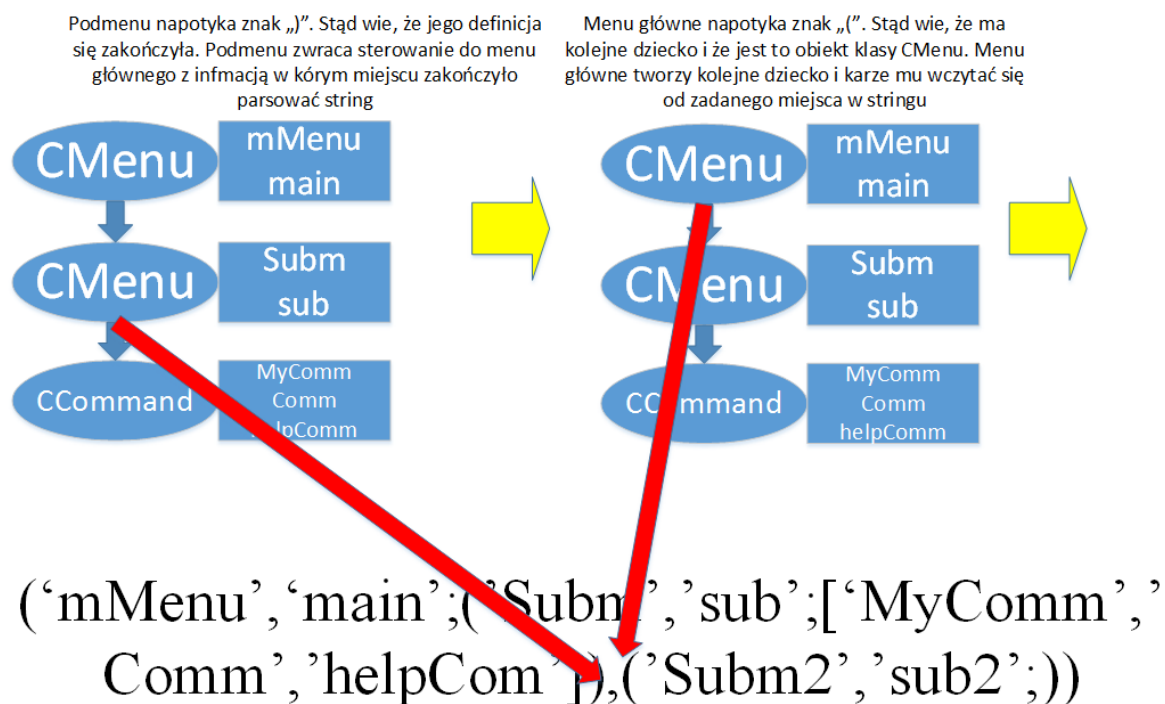 Podmenu napotyka znak „)”. Stąd wie, że jego definicja
się zakończyła. Podmenu zwraca sterowanie do menu
głównego z infmacją w kórym miejscu zakończyło
parsować string
Menu główne napotyka znak „(”. Stąd wie, że ma
kolejne dziecko i że jest to obiekt klasy CMenu. Menu
główne tworzy kolejne dziecko i karze mu wczytać się
od zadanego miejsca w stringu
CMenu
mMenu
main
CMenu
Subm
sub
CCommand
MyComm
Comm
helpComm
CMenu
mMenu
main
CMenu
Subm
sub
CCommand
MyComm
Comm
helpComm
(‘mMenu’,‘main’;(’Subm’,’sub’;[‘MyComm’,’
Comm’,’helpCom’]),(’Subm2’,’sub2’;))